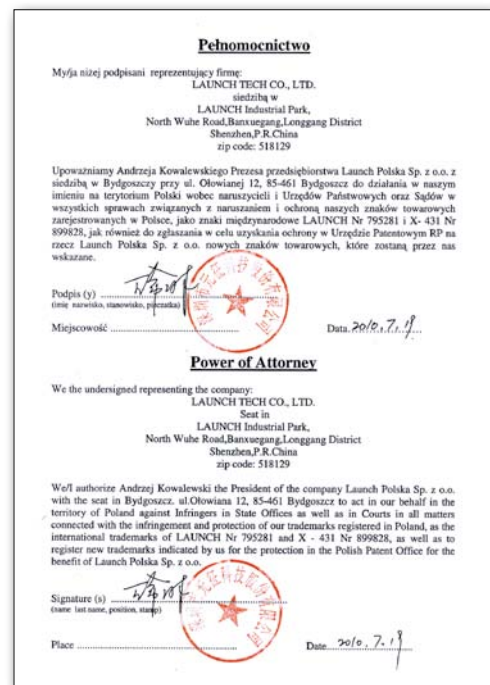 Pełnomocnictwo
My/ja niżej podpisani reprezentujący firmę:
LAUNCH TECH CO., LTD.
siedzibą w
LAUNCH Industrial Park,
North Wuhe Road,Banxuegang,Longgang District
Shenzhen,P.R.China
zip code: 518129
Upoważniamy Andrzeja Kowalewskiego Prezesa przedsiębiorstwa Launch Polska Sp. z o.o. z
siedzibą w Bydgoszczy przy ul. Ołowianej 12, 85-461 Bydgoszcz do działania w naszym
imieniu na terytorium Polski wobec naruszycieli i Urzędów Państwowych oraz Sądów w
wszystkich sprawach związanych z naruszaniem i ochroną naszych znaków towarowych
zarejestrowanych w Polsce, jako znaki międzynarodowe LAUNCH Nr 795281 i X- 431 Nr
899828, jak również do zgłaszania w celu uzyskania ochrony w Urzędzie Patentowym RP na
rzecz Launch Polska Sp. z o.o. nowych znaków towarowych, które zostaną przez nas
wskazane.
Podpis (y)
(imię nazwisko, stanowisko, pieczątka)
Miejscowość Data 2010.7.19
Power of Attorney
We the undersigned representing the company:
LAUNCH TECH CO., LTD.
Seat in
LAUNCH Industrial Park,
North Wuhe Road,Banxuegang,Longgang District
Shenzhen,P.R.China
zip code: 518129
We/I authorize Andrzej Kowalewski the President of the company Launch Polska Sp. z o.o.
with the seat in Bydgoszcz. ul.Ołowiana 12, 85-461 Bydgoszcz to act in our behalf in the
territory of Poland against Infringers in State Offices as well as in Courts in all matters
connected with the infringement and protection of our trademarks registered in Poland, as the
international trademarks of LAUNCH Nr 795281 and X - 431 Nr 899828, as well as to
register new trademarks indicated by us for the protection in the Polish Patent Office for the
benefit of Launch Polska Sp. z o.o.
Signature (s)
(name last name, position, stamp)
Place Date 2010.7.19